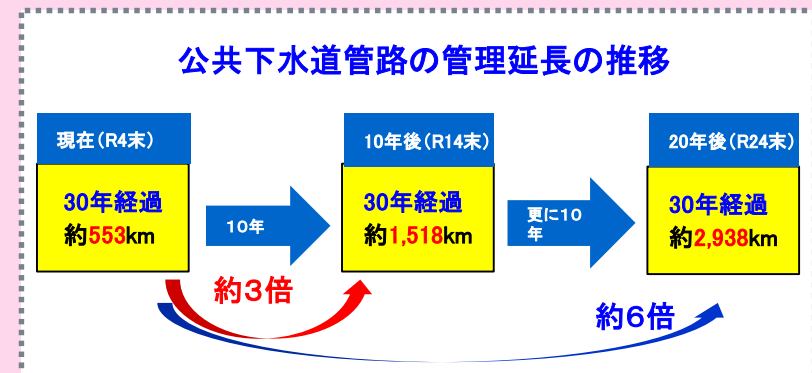 公共下水道管路の管理延長の推移
現在（R4末）
30年経過
約553km
10年
10年後（R14末）
30年経過
約1,518km
更に10
年
20年後（R24末）
30年経過
約2,938km
約3倍
約6倍